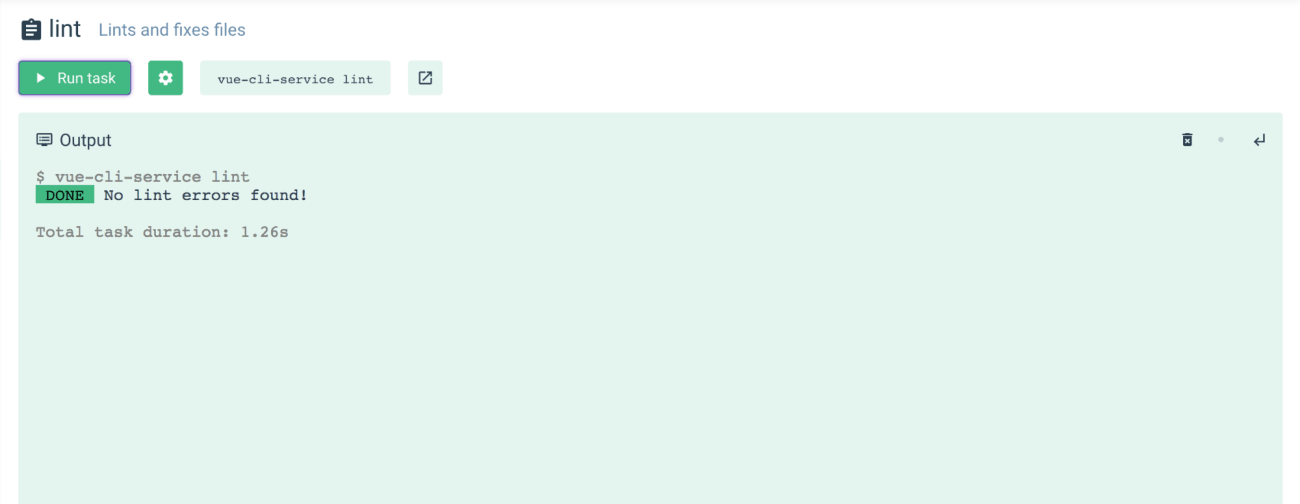 lint Lints and fixes files
Run task vue-cli-service lint
Output
$ vue-cli-service lint
DONE No lint errors found!
Total task duration: 1.26s